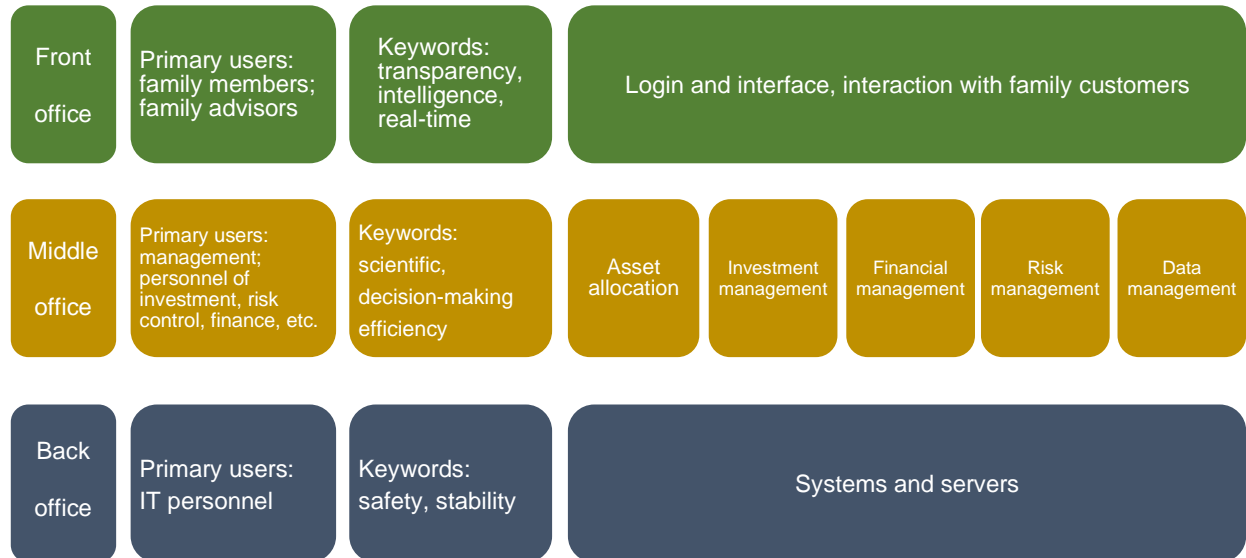 Front
office
Primary users:
family members;
family advisors
Keywords:
transparency,
intelligence,
real-time
Login and interface, interaction with family customers
Middle
office
Primary users:
management;
personnel of
investment, risk
control, finance, etc.
Keywords:
scientific,
decision-making
efficiency
Asset
allocation
Investment
management
Financial
management
Risk
management
Data
management
Back
office
Primary users:
IT personnel
Keywords:
safety, stability
Systems and servers